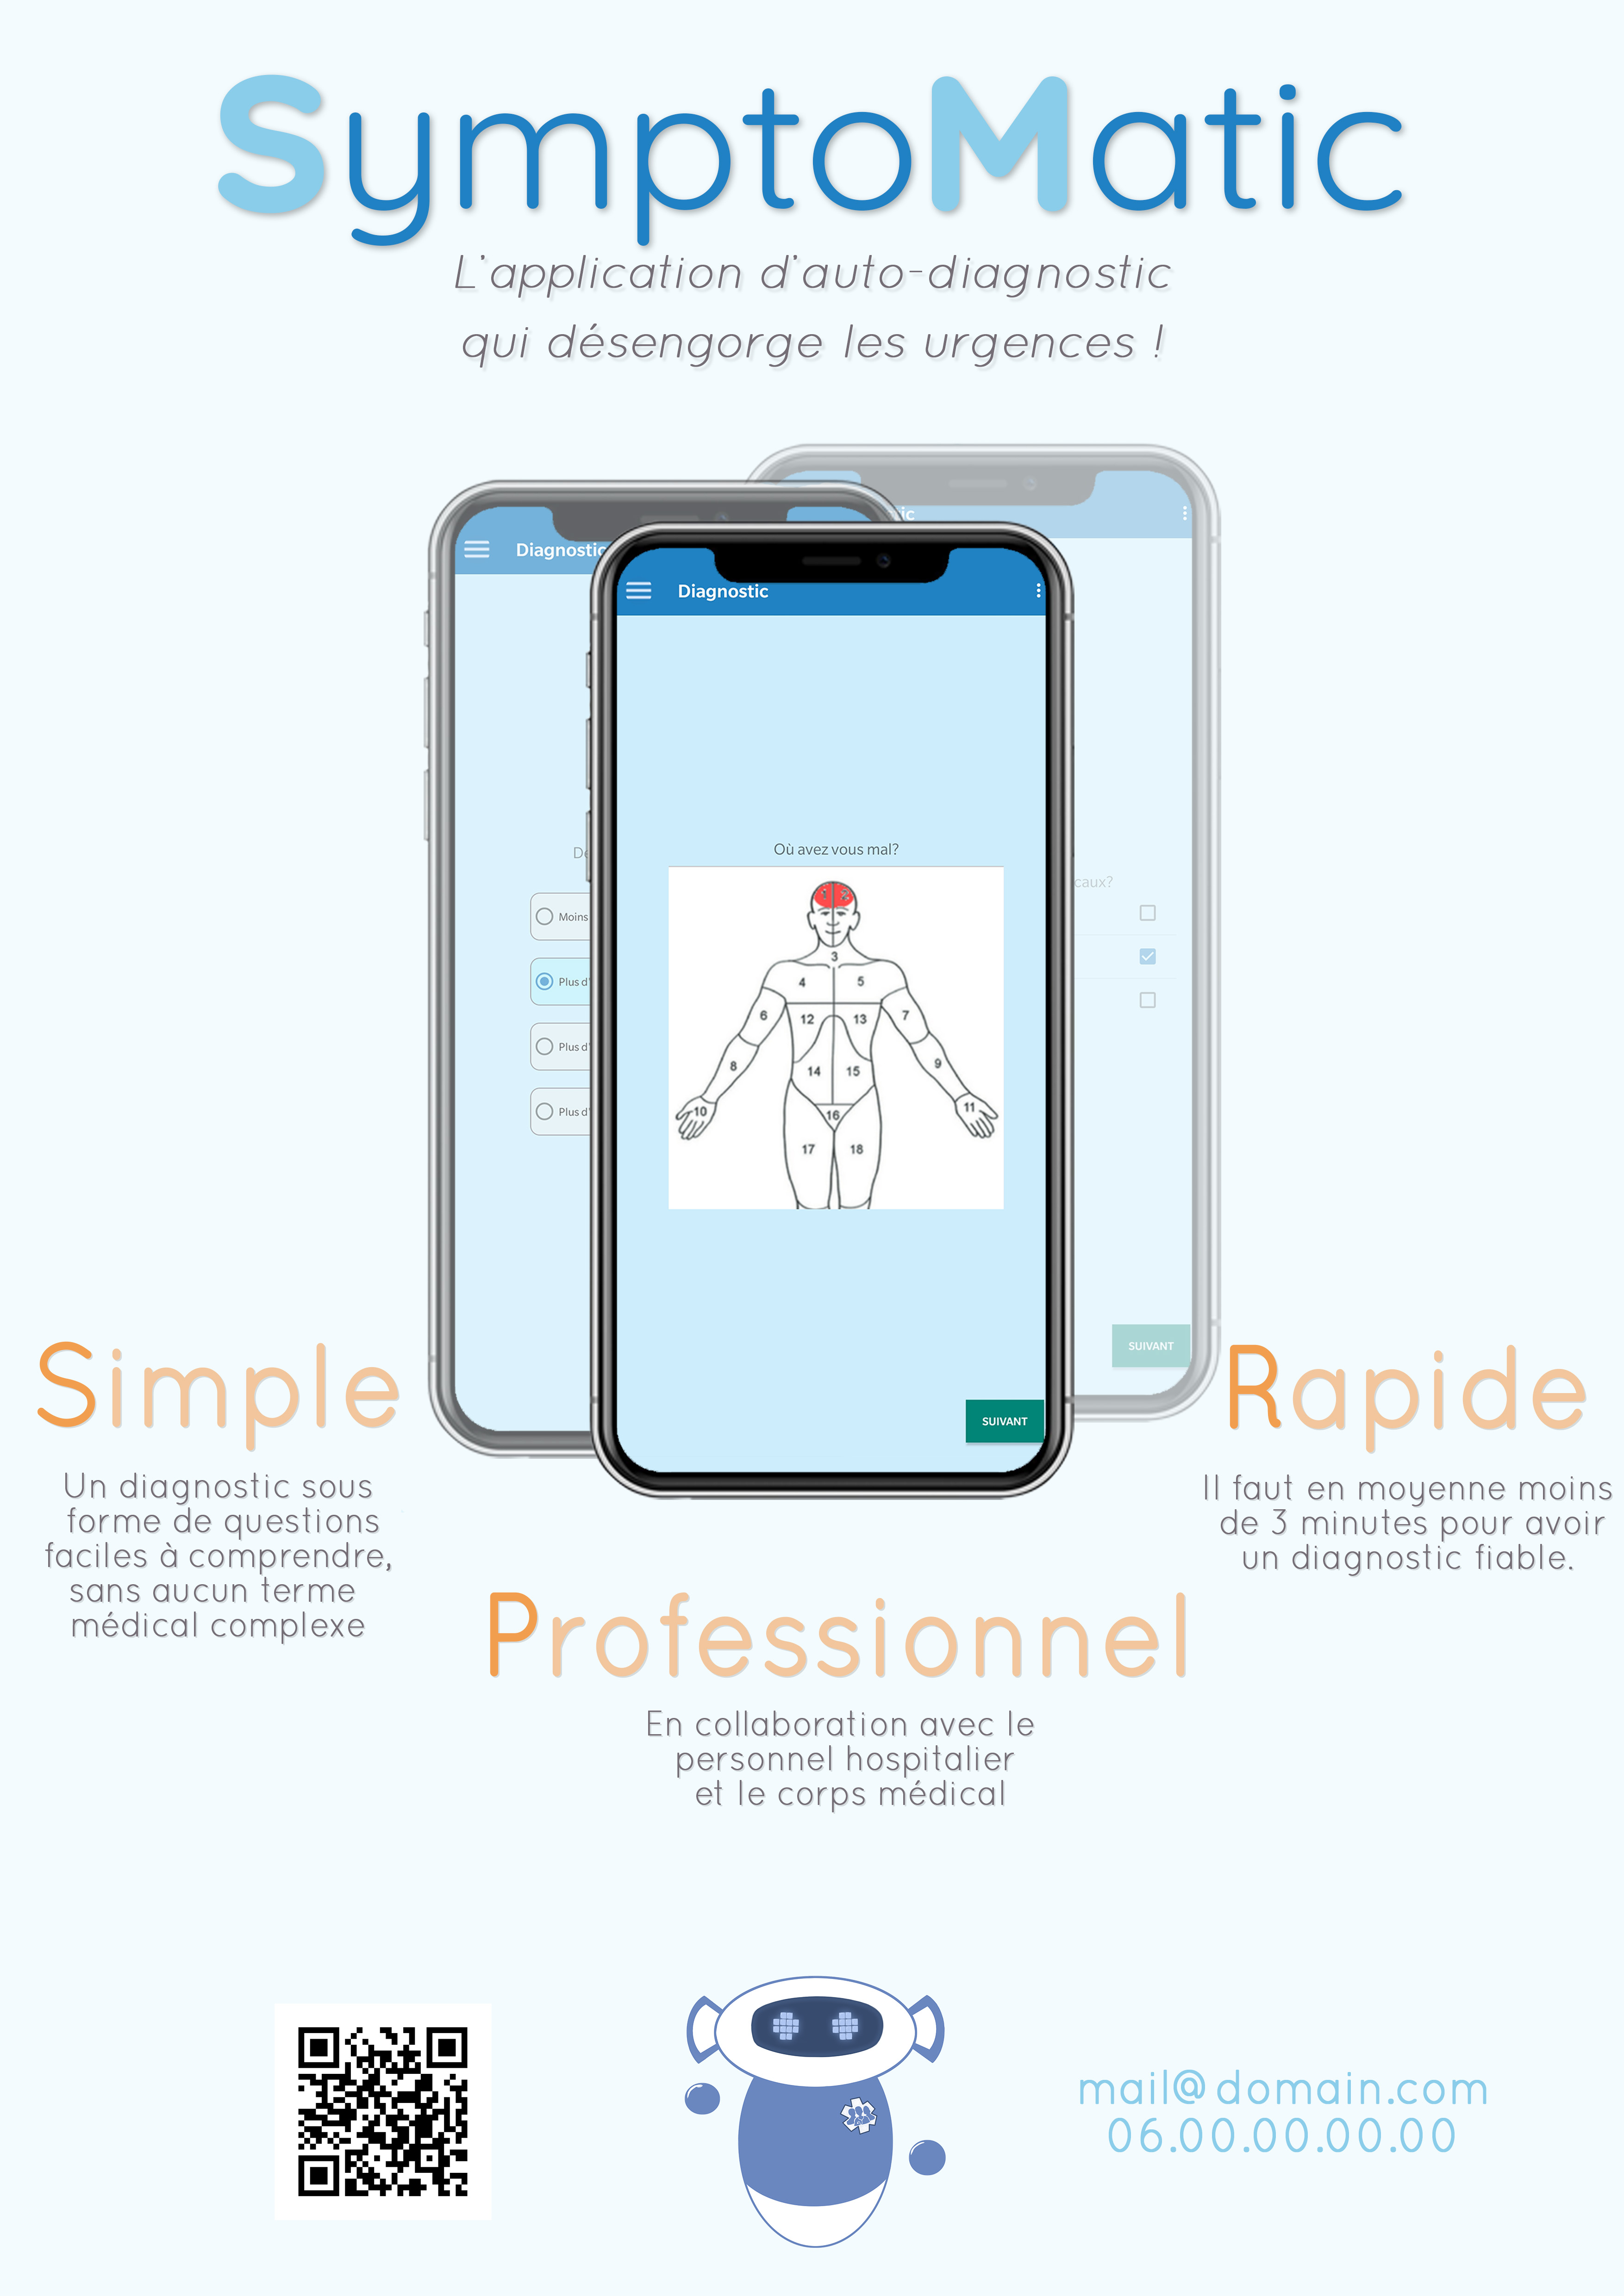 SymptoMatic
L'application d'auto-diagnostic
qui désengorge les urgences !
Diagnostic
Moins
Plus d'
Plus d'
Plus d'
Diagnostic
Où avez vous mal?
1 2
3
4 5
6 12 13 7
8 14 15 9
10 16 11
17 18
SUIVANT
caux?
SUIVANT
Simple
Un diagnostic sous
forme de questions
faciles à comprendre,
sans aucun terme
médical complexe
Rapide
Il faut en moyenne moins
de 3 minutes pour avoir
un diagnostic fiable.
Professionnel
En collaboration avec le
personnel hospitalier
et le corps médical
mail@domain.com
06.00.00.00.00